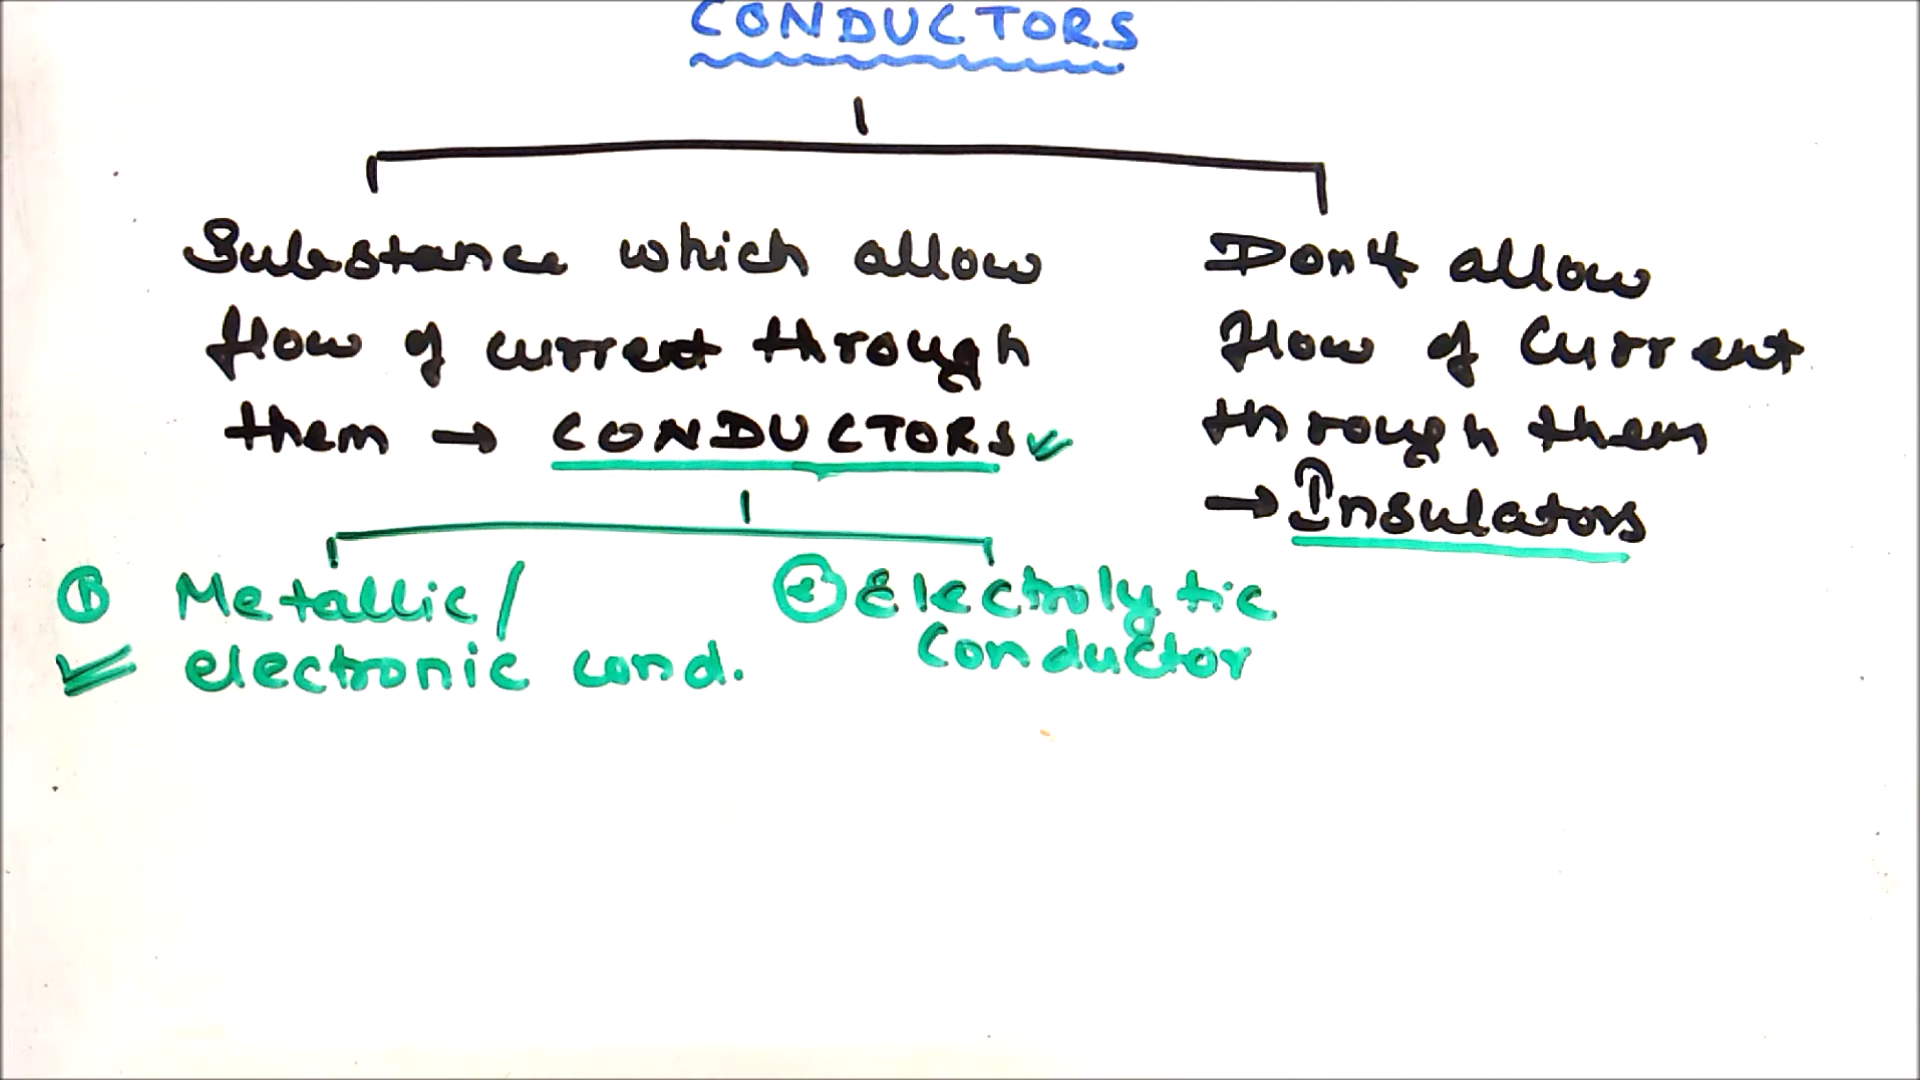 CONDUCTORS
Substance which allow
flow of current through
them → CONDUCTORS
Don't allow
flow of Current
through them
→ Insulators
① Metallic/
electronic cond.
② Electrolytic
Conductor